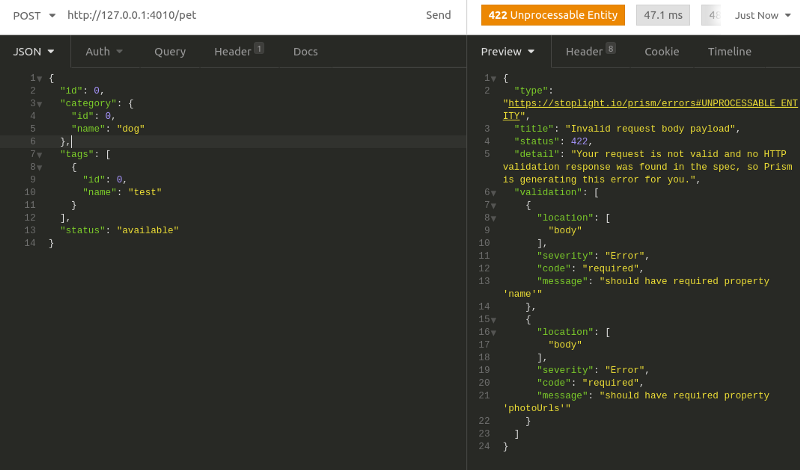 POST http://127.0.0.1:4010/pet Send
422 Unprocessable Entity 47.1 ms Just Now
JSON Auth Query Header 1 Docs
Preview Header 8 Cookie Timeline
1 {
2 "id": 0,
3 "category": {
4 "id": 0,
5 "name": "dog"
6 },
7 "tags": [
8 {
9 "id": 0,
10 "name": "test"
11 }
12 ],
13 "status": "available"
14 }
1 {
2 "type":
"https://stoplight.io/prism/errors#UNPROCESSABLE_ENT
ITY",
3 "title": "Invalid request body payload",
4 "status": 422,
5 "detail": "Your request is not valid and no HTTP
validation response was found in the spec, so Prism
is generating this error for you.",
6 "validation": [
7 {
8 "location": [
9 "body"
10 ],
11 "severity": "Error",
12 "code": "required",
13 "message": "should have required property
'name'"
14 },
15 {
16 "location": [
17 "body"
18 ],
19 "severity": "Error",
20 "code": "required",
21 "message": "should have required property
'photoUrls'"
22 }
23 ]
24 }